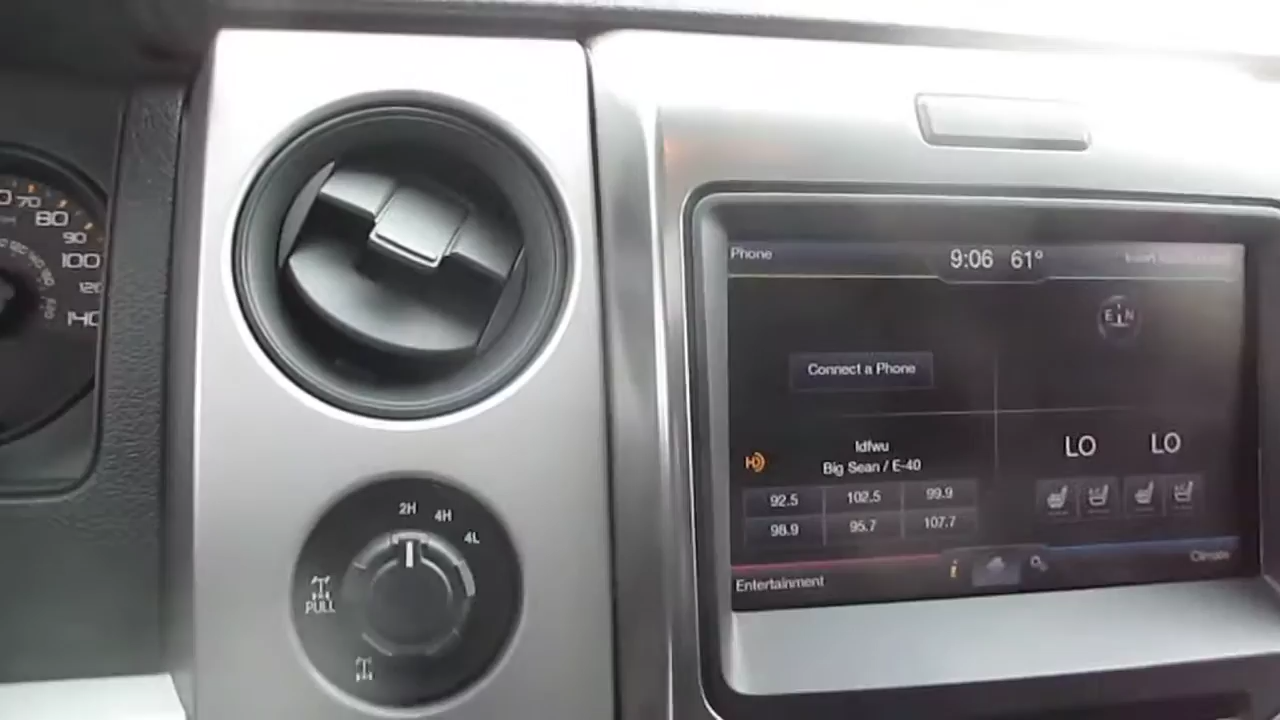 70
80
90
100
120
140
2H
4H
4L
PULL
Phone
9:06 61°
E N
Connect a Phone
Idfwu
Big Sean / E-40
LO LO
92.5 102.5 99.9
98.9 95.7 107.7
Entertainment
i
Climate